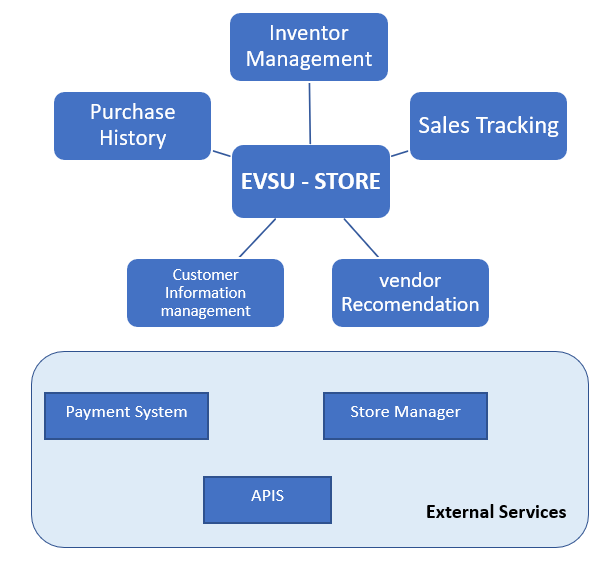 Inventor
Management
Purchase
History
Sales Tracking
EVSU - STORE
Customer
Information
management
vendor
Recomendation
Payment System
Store Manager
APIS
External Services